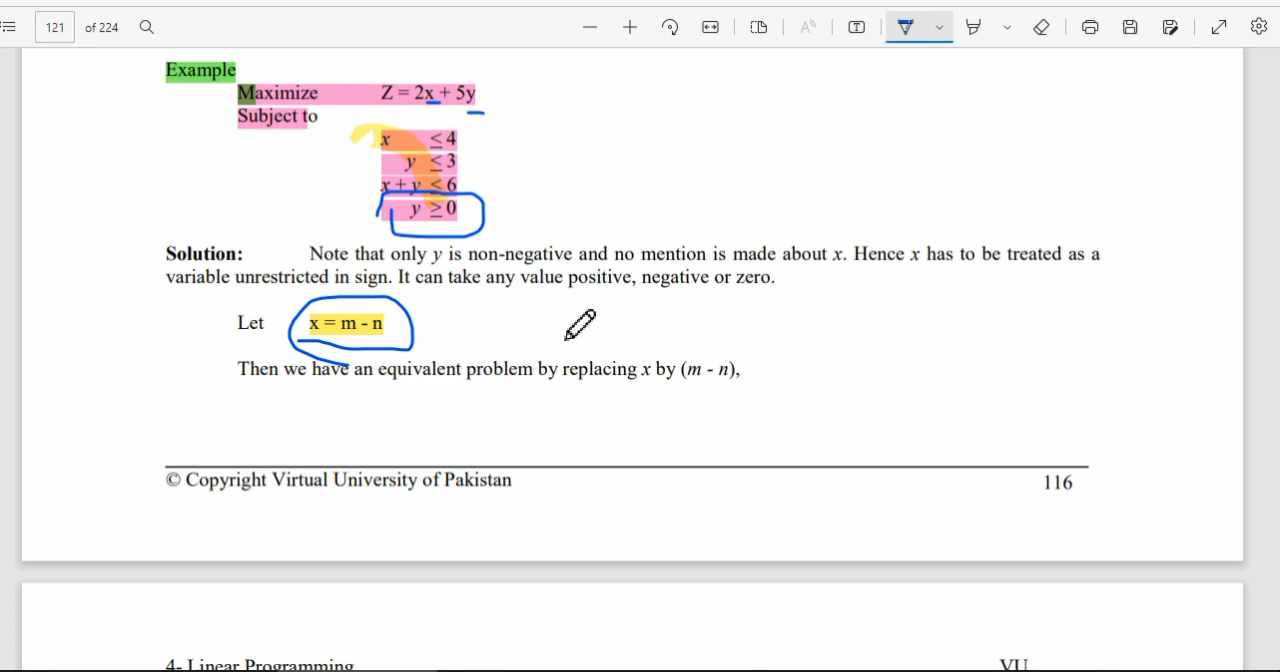 121 of 224
Example
Maximize Z = 2x + 5y
Subject to
x ≤ 4
y ≤ 3
x + y ≤ 6
y ≥ 0
Solution: Note that only y is non-negative and no mention is made about x. Hence x has to be treated as a
variable unrestricted in sign. It can take any value positive, negative or zero.
Let x = m - n
Then we have an equivalent problem by replacing x by (m - n),
© Copyright Virtual University of Pakistan 116
4- Linear Programming VU